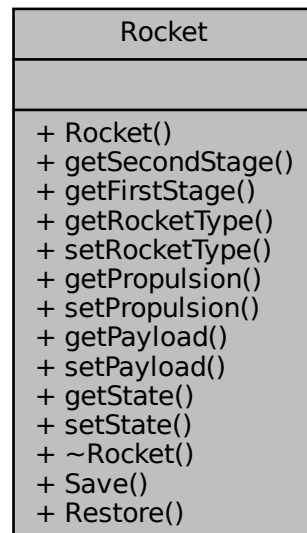 Rocket
+ Rocket()
+ getSecondStage()
+ getFirstStage()
+ getRocketType()
+ setRocketType()
+ getPropulsion()
+ setPropulsion()
+ getPayload()
+ setPayload()
+ getState()
+ setState()
+ ~Rocket()
+ Save()
+ Restore()